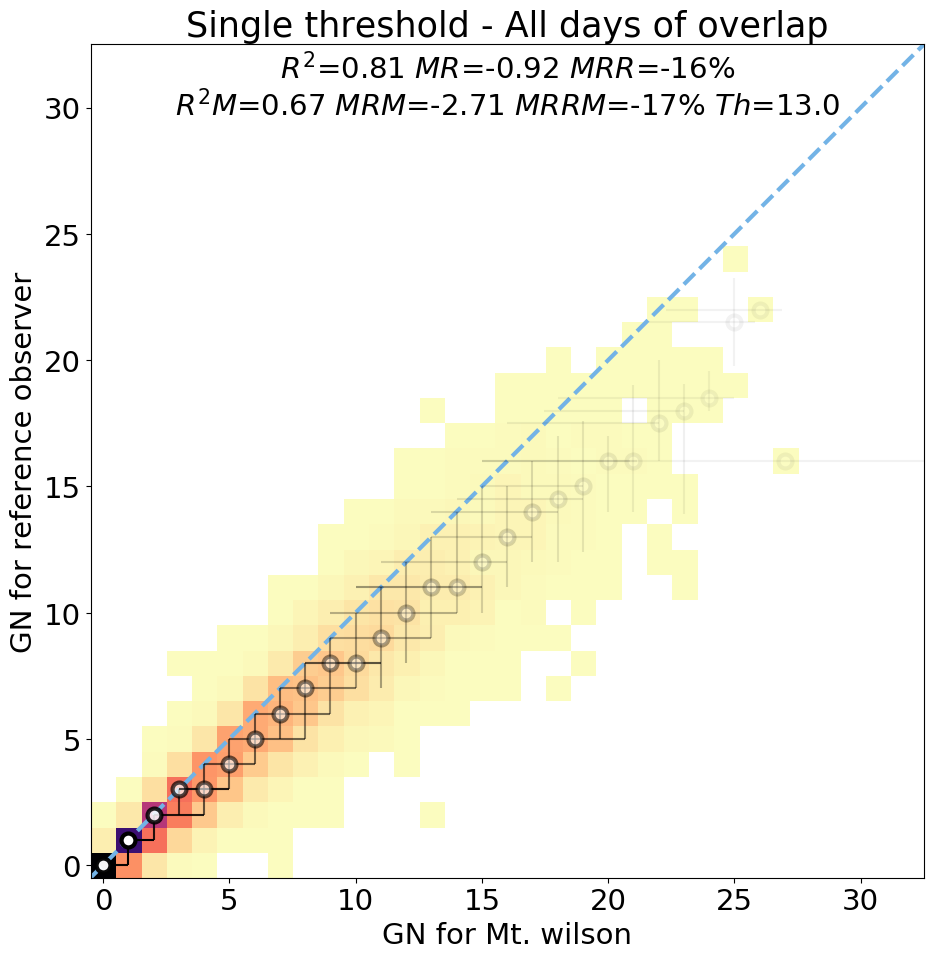 Single threshold - All days of overlap
R²=0.81 MR=-0.92 MRR=-16%
R²M=0.67 MRM=-2.71 MRRM=-17% Th=13.0
GN for reference observer
30
25
20
15
10
5
0
0 5 10 15 20 25 30
GN for Mt. wilson